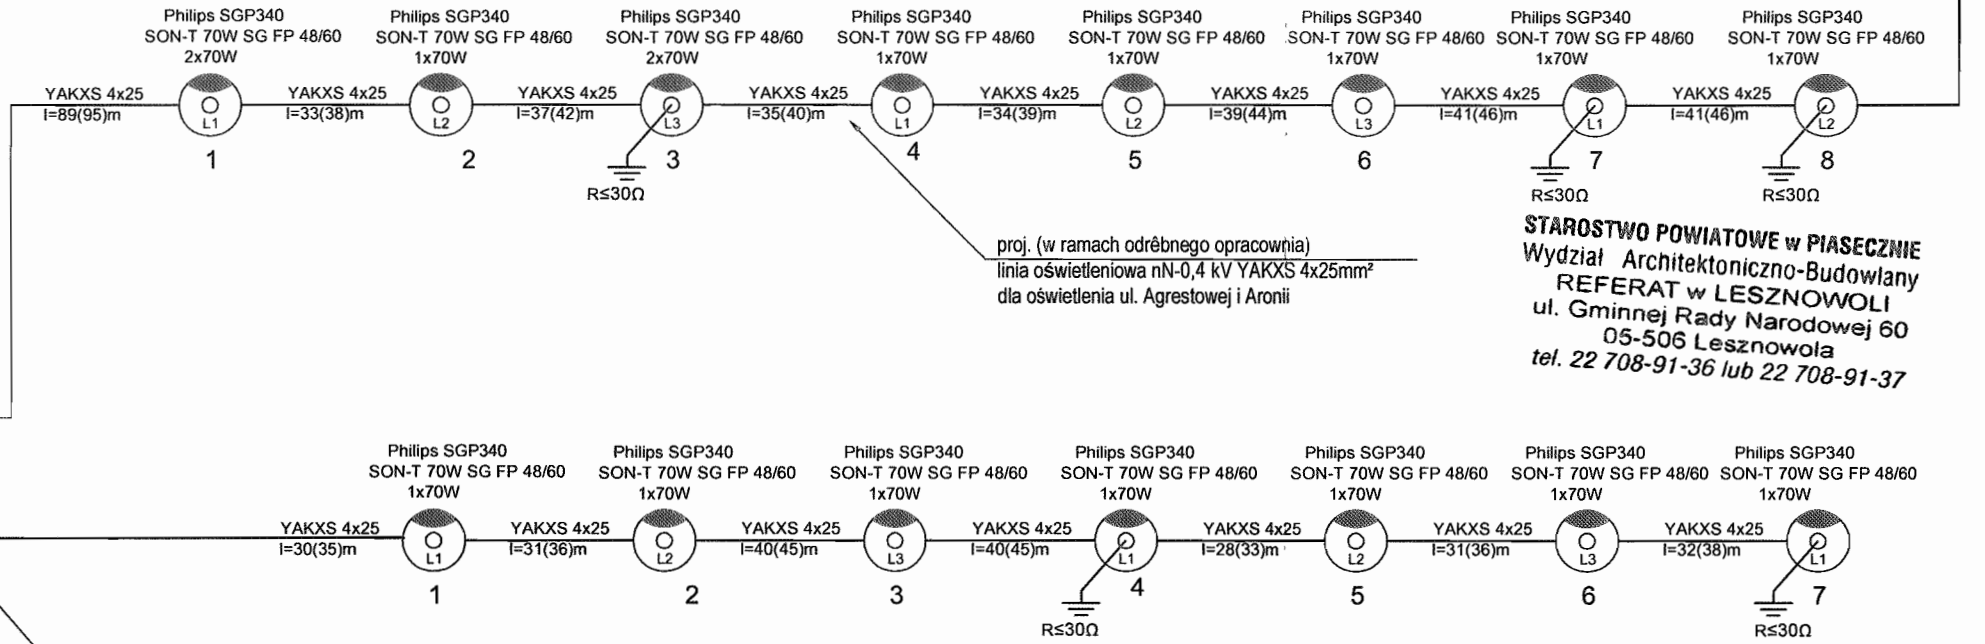 Philips SGP340
SON-T 70W SG FP 48/60
2x70W
Philips SGP340
SON-T 70W SG FP 48/60
1x70W
Philips SGP340
SON-T 70W SG FP 48/60
2x70W
Philips SGP340
SON-T 70W SG FP 48/60
1x70W
Philips SGP340
SON-T 70W SG FP 48/60
1x70W
Philips SGP340
SON-T 70W SG FP 48/60
1x70W
Philips SGP340
SON-T 70W SG FP 48/60
1x70W
Philips SGP340
SON-T 70W SG FP 48/60
1x70W
YAKXS 4x25
l=89(95)m
L1
1
YAKXS 4x25
l=33(38)m
L2
2
YAKXS 4x25
l=37(42)m
L3
3
R≤30Ω
YAKXS 4x25
l=35(40)m
L1
4
YAKXS 4x25
l=34(39)m
L2
5
YAKXS 4x25
l=39(44)m
L3
6
YAKXS 4x25
l=41(46)m
L1
7
R≤30Ω
YAKXS 4x25
l=41(46)m
L2
8
R≤30Ω
proj. (w ramach odrêbnego opracownia)
linia oświetleniowa nN-0,4 kV YAKXS 4x25mm²
dla oświetlenia ul. Agrestowej i Aronii
STAROSTWO POWIATOWE w PIASECZNIE
Wydział Architektoniczno-Budowlany
REFERAT w LESZNOWOLI
ul. Gminnej Rady Narodowej 60
05-506 Lesznowola
tel. 22 708-91-36 lub 22 708-91-37
Philips SGP340
SON-T 70W SG FP 48/60
1x70W
Philips SGP340
SON-T 70W SG FP 48/60
1x70W
Philips SGP340
SON-T 70W SG FP 48/60
1x70W
Philips SGP340
SON-T 70W SG FP 48/60
1x70W
Philips SGP340
SON-T 70W SG FP 48/60
1x70W
Philips SGP340
SON-T 70W SG FP 48/60
1x70W
Philips SGP340
SON-T 70W SG FP 48/60
1x70W
YAKXS 4x25
l=30(35)m
L1
1
YAKXS 4x25
l=31(36)m
L2
2
YAKXS 4x25
l=40(45)m
L3
3
YAKXS 4x25
l=40(45)m
L1
4
R≤30Ω
YAKXS 4x25
l=28(33)m
L2
5
YAKXS 4x25
l=31(36)m
L3
6
YAKXS 4x25
l=32(38)m
L1
7
R≤30Ω